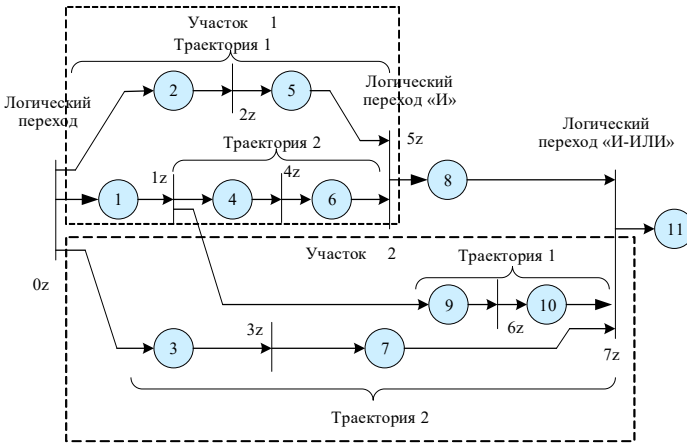 Участок 1
Траектория 1
Логический
переход
Логический
переход «И»
Логический
переход «И-ИЛИ»
2
5
2z
5z
Траектория 2
1z
4z
1
4
6
8
11
0z
Участок 2
Траектория 1
9
10
6z
3z
3
7
7z
Траектория 2